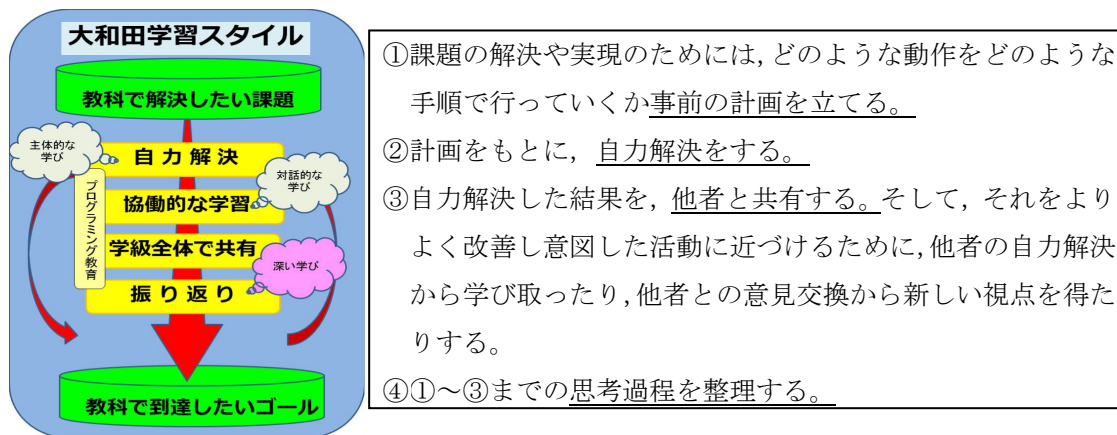 大和田学習スタイル
教科で解決したい課題
主体的な
学び
自力解決
対話的な
学び
プログラミング教育
協働的な学習
学級全体で共有
深い学び
振り返り
教科で到達したいゴール
①課題の解決や実現のためには,どのような動作をどのような
手順で行っていくか事前の計画を立てる。
②計画をもとに，自力解決をする。
③自力解決した結果を，他者と共有する。そして，それをより
よく改善し意図した活動に近づけるために,他者の自力解決
から学び取ったり,他者との意見交換から新しい視点を得た
りする。
④①～③までの思考過程を整理する。